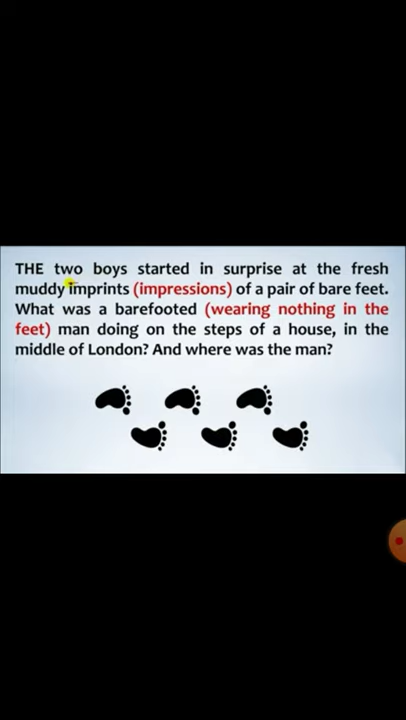 THE two boys started in surprise at the fresh
muddy imprints (impressions) of a pair of bare feet.
What was a barefooted (wearing nothing in the
feet) man doing on the steps of a house, in the
middle of London? And where was the man?